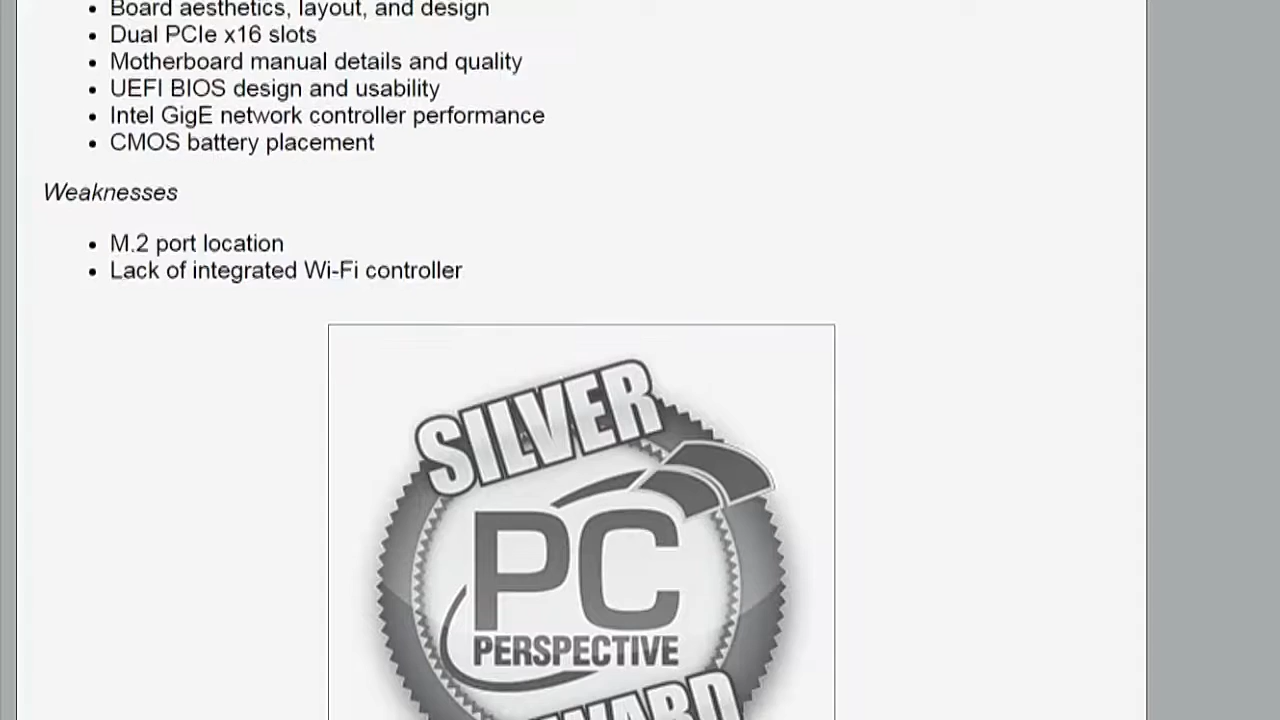 Board aesthetics, layout, and design
Dual PCIe x16 slots
Motherboard manual details and quality
UEFI BIOS design and usability
Intel GigE network controller performance
CMOS battery placement
Weaknesses
M.2 port location
Lack of integrated Wi-Fi controller
SILVER
PC
PERSPECTIVE
AWARD